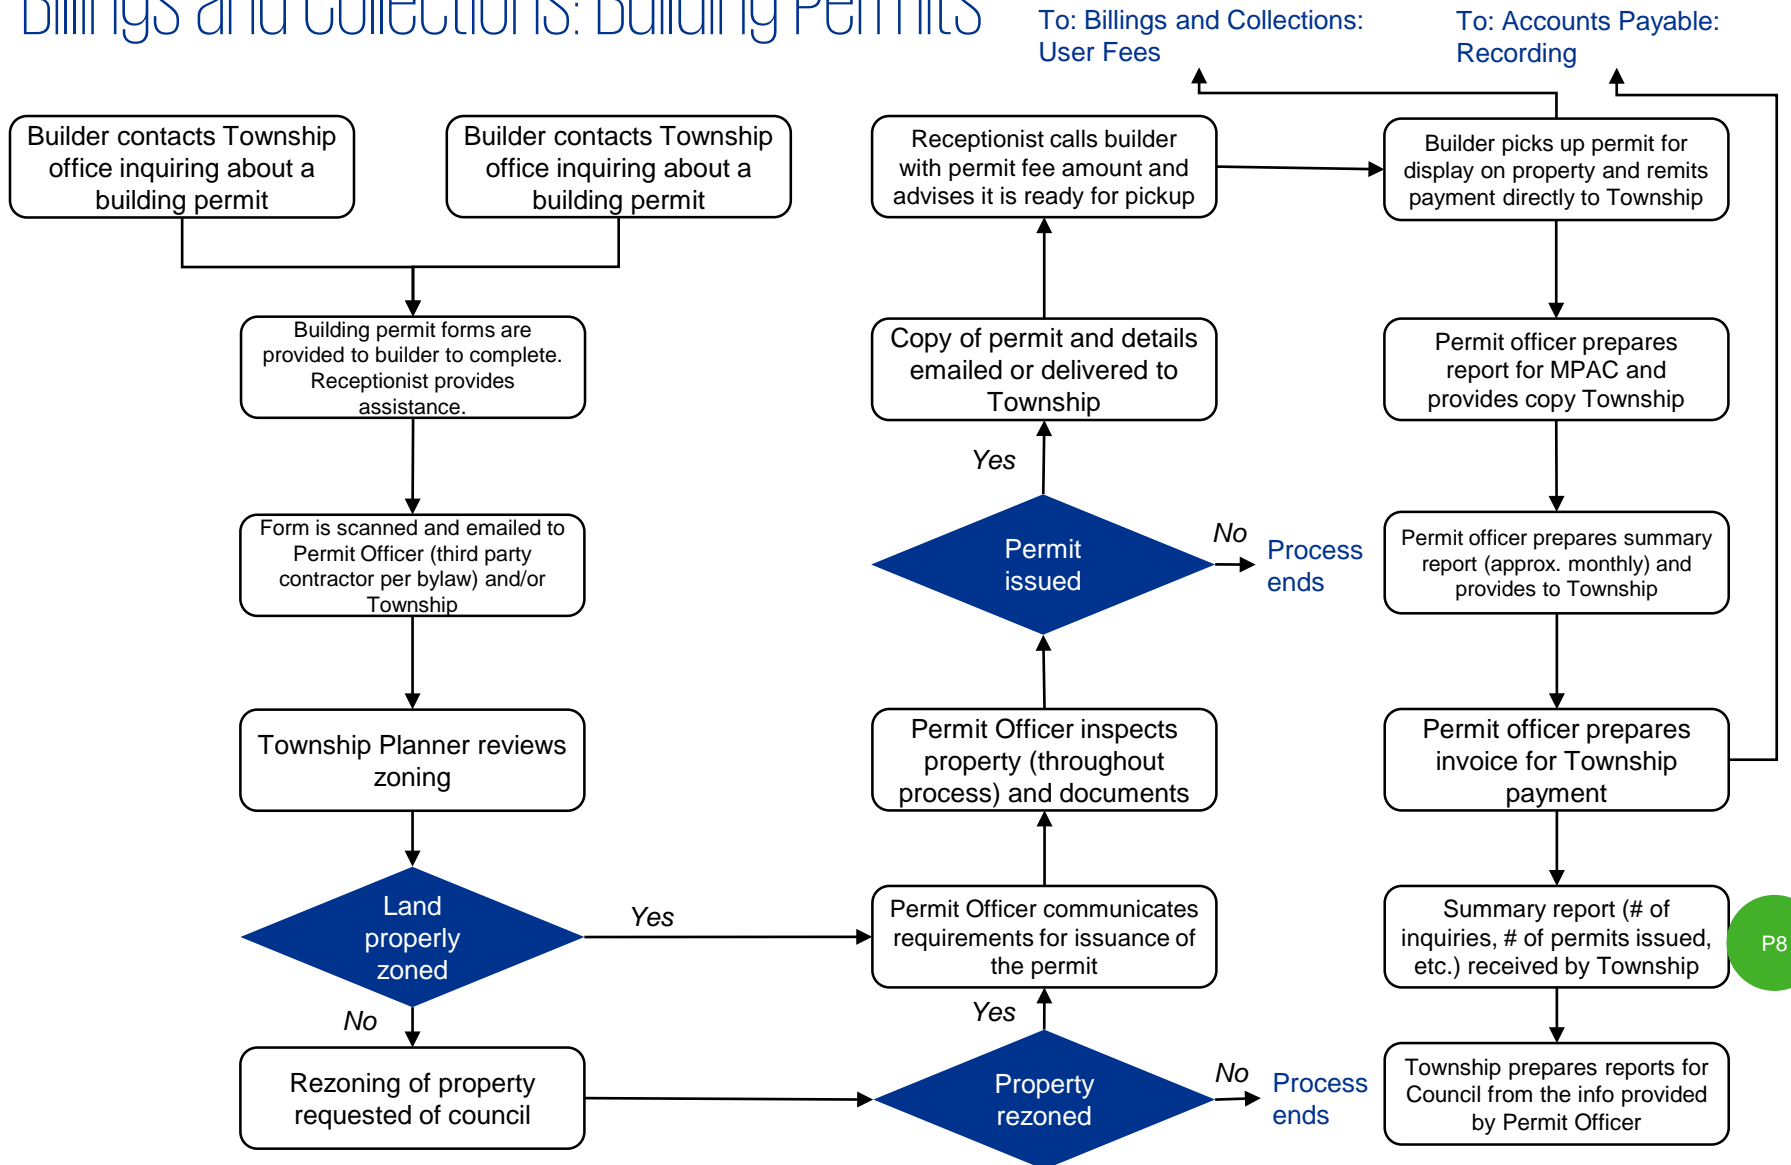 Billings and Collections: Building Permits
To: Billings and Collections:
User Fees
To: Accounts Payable:
Recording
Builder contacts Township
office inquiring about a
building permit
Builder contacts Township
office inquiring about a
building permit
Building permit forms are
provided to builder to complete.
Receptionist provides
assistance.
Form is scanned and emailed to
Permit Officer (third party
contractor per bylaw) and/or
Township
Township Planner reviews
zoning
Land
properly
zoned
Yes
No
Rezoning of property
requested of council
Receptionist calls builder
with permit fee amount and
advises it is ready for pickup
Copy of permit and details
emailed or delivered to
Township
Yes
Permit
issued
No
Process
ends
Permit Officer inspects
property (throughout
process) and documents
Permit Officer communicates
requirements for issuance of
the permit
Yes
Property
rezoned
No
Process
ends
Builder picks up permit for
display on property and remits
payment directly to Township
Permit officer prepares
report for MPAC and
provides copy Township
Permit officer prepares summary
report (approx. monthly) and
provides to Township
Permit officer prepares
invoice for Township
payment
Summary report (# of
inquiries, # of permits issued,
etc.) received by Township
P8
Township prepares reports for
Council from the info provided
by Permit Officer